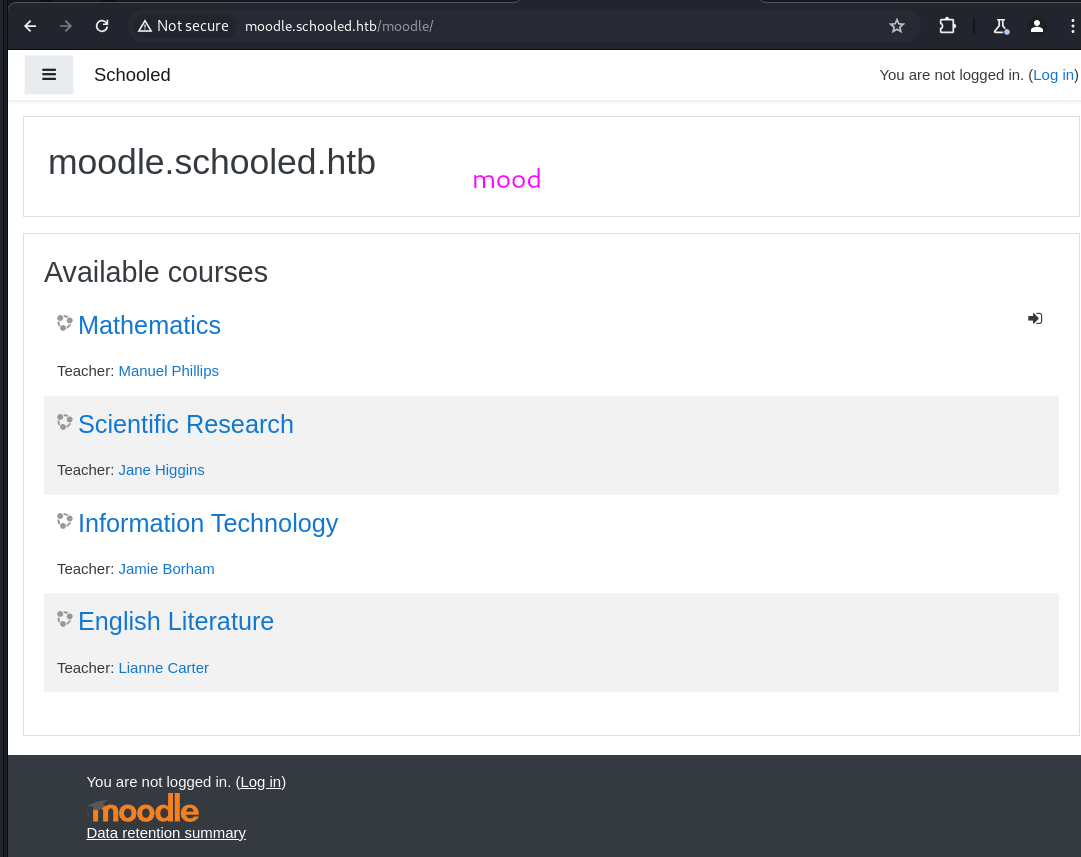 Not secure moodle.schooled.htb/moodle/
Schooled You are not logged in. (Log in)
moodle.schooled.htb
mood
Available courses
Mathematics
Teacher: Manuel Phillips
Scientific Research
Teacher: Jane Higgins
Information Technology
Teacher: Jamie Borham
English Literature
Teacher: Lianne Carter
You are not logged in. (Log in)
moodle
Data retention summary